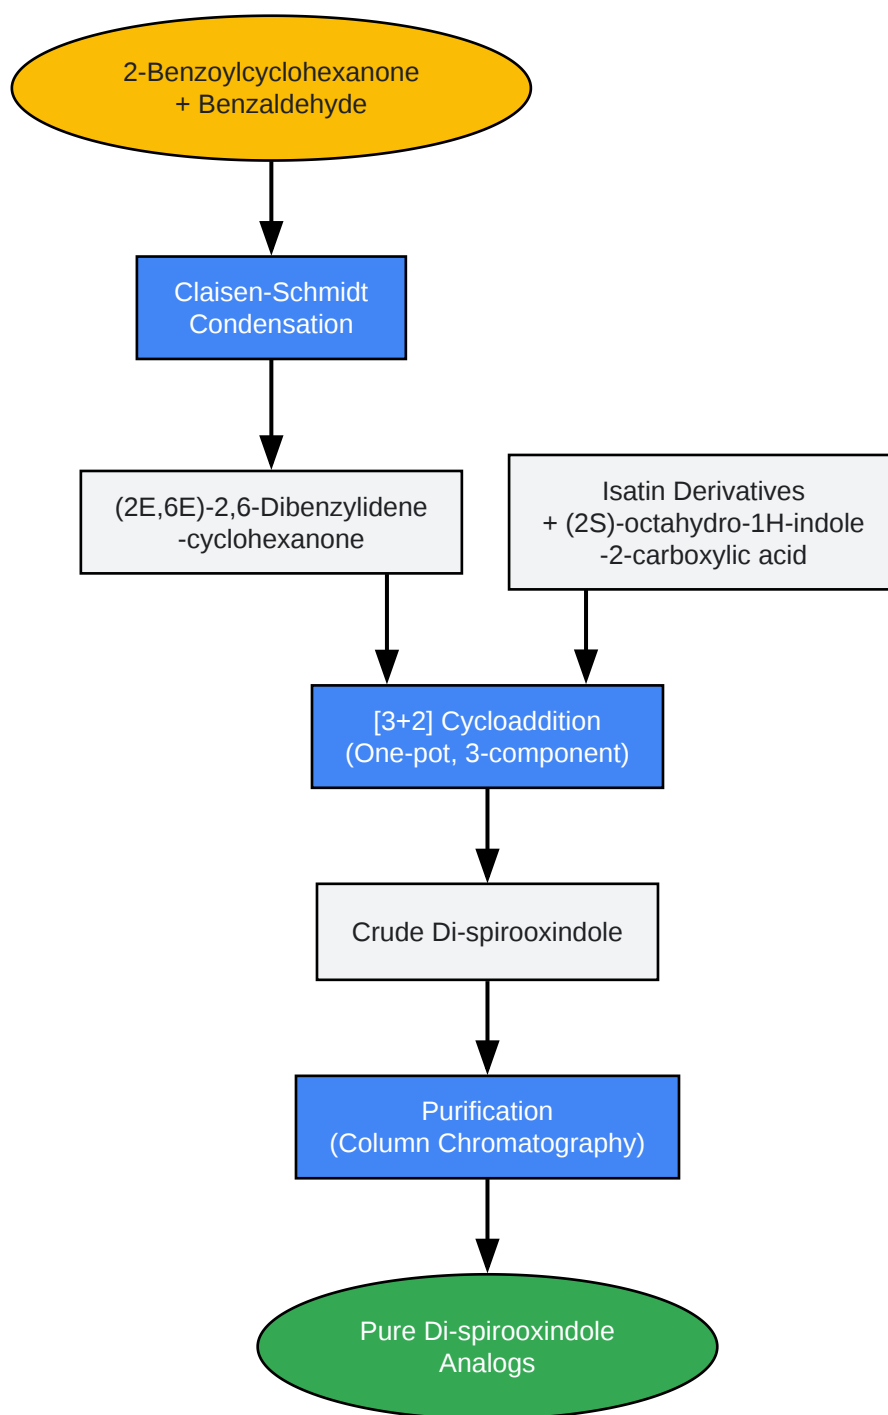 2-Benzoylcyclohexanone
+ Benzaldehyde
Claisen-Schmidt
Condensation
(2E,6E)-2,6-Dibenzylidene
-cyclohexanone
Isatin Derivatives
+ (2S)-octahydro-1H-indole
-2-carboxylic acid
[3+2] Cycloaddition
(One-pot, 3-component)
Crude Di-spirooxindole
Purification
(Column Chromatography)
Pure Di-spirooxindole
Analogs